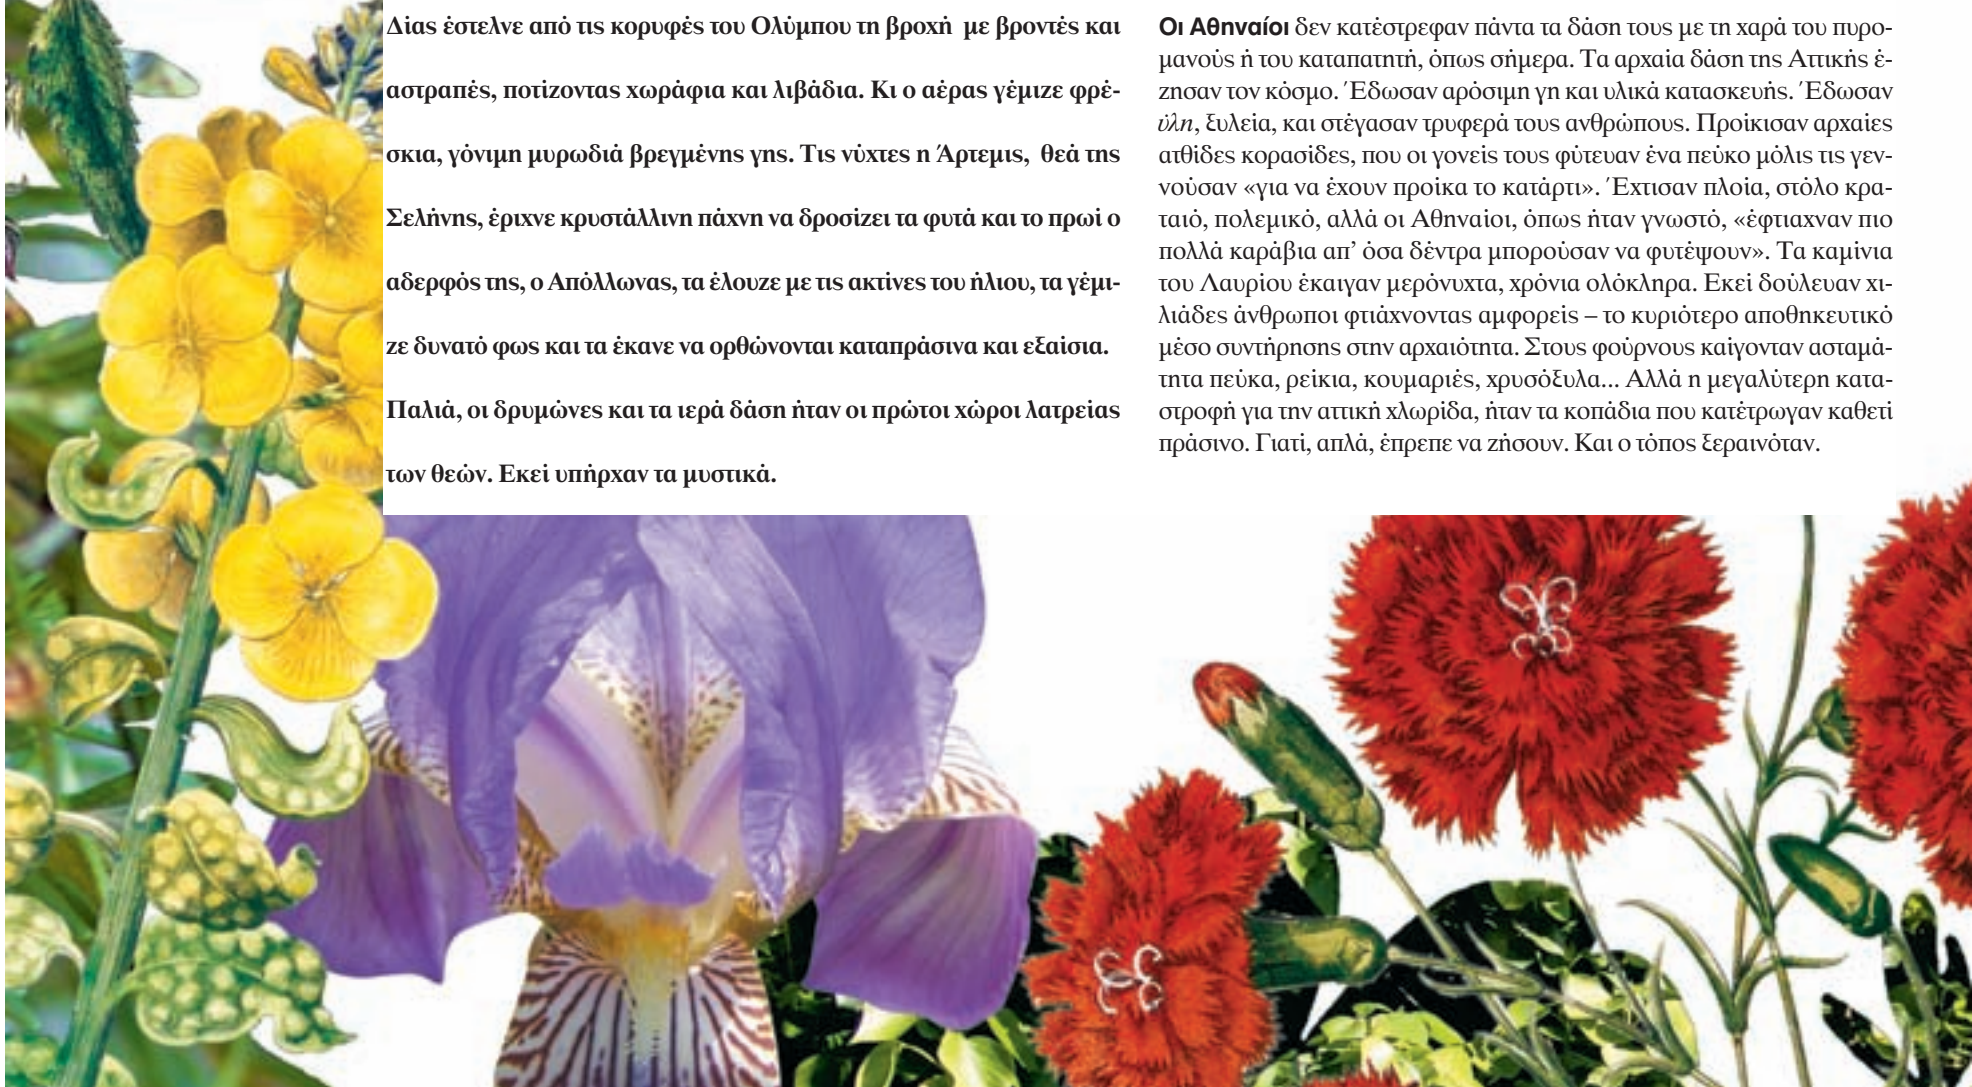 Δίας έστελνε από τις κορυφές του Ολύμπου τη βροχή με βροντές και
αστραπές, ποτίζοντας χωράφια και λιβάδια. Κι ο αέρας γέμιζε φρέ-
σκια, γόνιμη μυρωδιά βρεγμένης γης. Τις νύχτες η Άρτεμις, θεά της
Σελήνης, έριχνε κρυστάλλινη πάχνη να δροσίζει τα φυτά και το πρωί ο
αδερφός της, ο Απόλλωνας, τα έλουζε με τις ακτίνες του ήλιου, τα γέμι-
ζε δυνατό φως και τα έκανε να ορθώνονται καταπράσινα και εξαίσια.
Παλιά, οι δρυμώνες και τα ιερά δάση ήταν οι πρώτοι χώροι λατρείας
των θεών. Εκεί υπήρχαν τα μυστικά.
Οι Αθηναίοι δεν κατέστρεφαν πάντα τα δάση τους με τη χαρά του πυρο-
μανούς ή του καταπατητή, όπως σήμερα. Τα αρχαία δάση της Αττικής έ-
ζησαν τον κόσμο. Έδωσαν αρόσιμη γη και υλικά κατασκευής. Έδωσαν
ύλη, ξυλεία, και στέγασαν τρυφερά τους ανθρώπους. Προίκισαν αρχαίες
ατθίδες κορασίδες, που οι γονείς τους φύτευαν ένα πεύκο μόλις τις γεν-
νούσαν «για να έχουν προίκα το κατάρτι». Έχτισαν πλοία, στόλο κρα-
ταιό, πολεμικό, αλλά οι Αθηναίοι, όπως ήταν γνωστό, «έφτιαχναν πιο
πολλά καράβια απ’ όσα δέντρα μπορούσαν να φυτέψουν». Τα καμίνια
του Λαυρίου έκαιγαν μερόνυχτα, χρόνια ολόκληρα. Εκεί δούλευαν χι-
λιάδες άνθρωποι φτιάχνοντας αμφορείς – το κυριότερο αποθηκευτικό
μέσο συντήρησης στην αρχαιότητα. Στους φούρνους καίγονταν ασταμά-
τητα πεύκα, ρείκια, κουμαριές, χρυσόξυλα... Αλλά η μεγαλύτερη κατα-
στροφή για την αττική χλωρίδα, ήταν τα κοπάδια που κατέτρωγαν καθετί
πράσινο. Γιατί, απλά, έπρεπε να ζήσουν. Και ο τόπος ξεραινόταν.